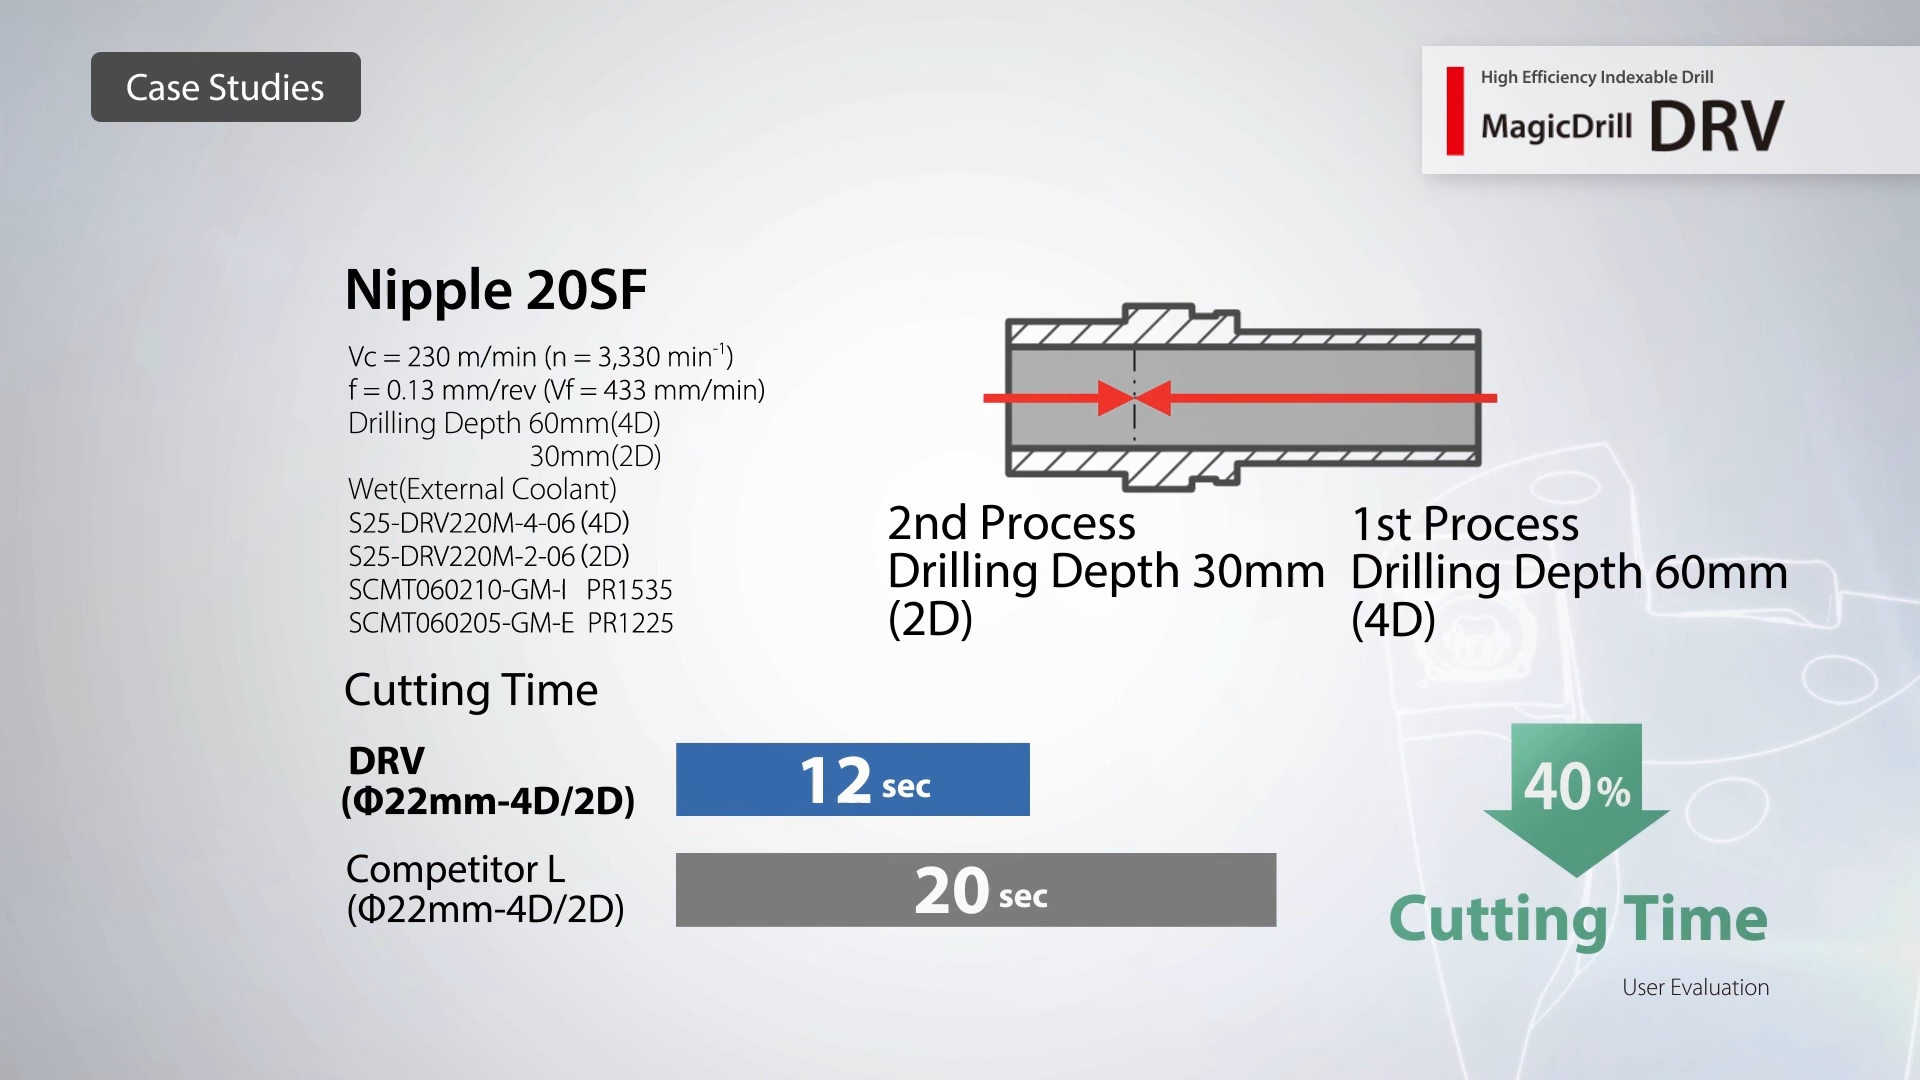 Case Studies
High Efficiency Indexable Drill
MagicDrill DRV
Nipple 20SF
Vc = 230 m/min (n = 3,330 min⁻¹)
f = 0.13 mm/rev (Vf = 433 mm/min)
Drilling Depth 60mm(4D)
30mm(2D)
Wet(External Coolant)
S25-DRV220M-4-06 (4D)
S25-DRV220M-2-06 (2D)
SCMT060210-GM-I PR1535
SCMT060205-GM-E PR1225
2nd Process
Drilling Depth 30mm
(2D)
1st Process
Drilling Depth 60mm
(4D)
Cutting Time
DRV
(Φ22mm-4D/2D)
12 sec
Competitor L
(Φ22mm-4D/2D)
20 sec
40%
Cutting Time
User Evaluation